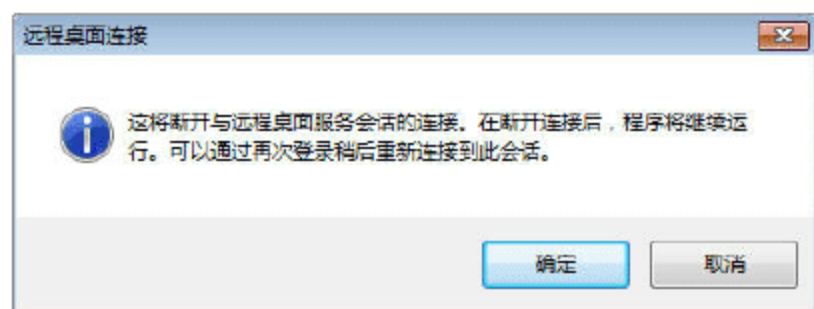 远程桌面连接
这将断开与远程桌面服务会话的连接。在断开连接后，程序将继续运
行。可以通过再次登录稍后重新连接到此会话。
确定 取消